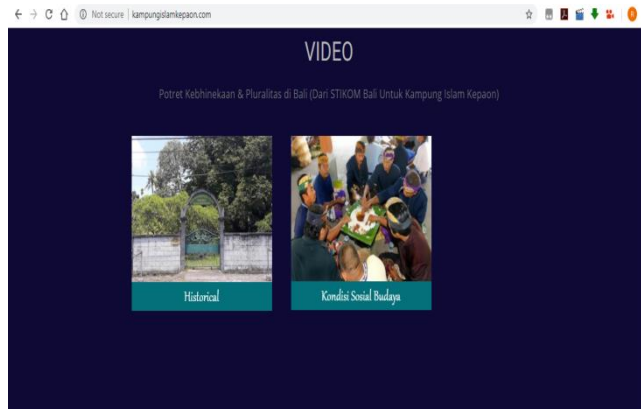 Not secure | kampungislamkepaon.com
VIDEO
Potret Kebhinekaan & Pluralitas di Bali (Dari STIKOM Bali Untuk Kampung Islam Kepaon)
Historical
Kondisi Sosial Budaya